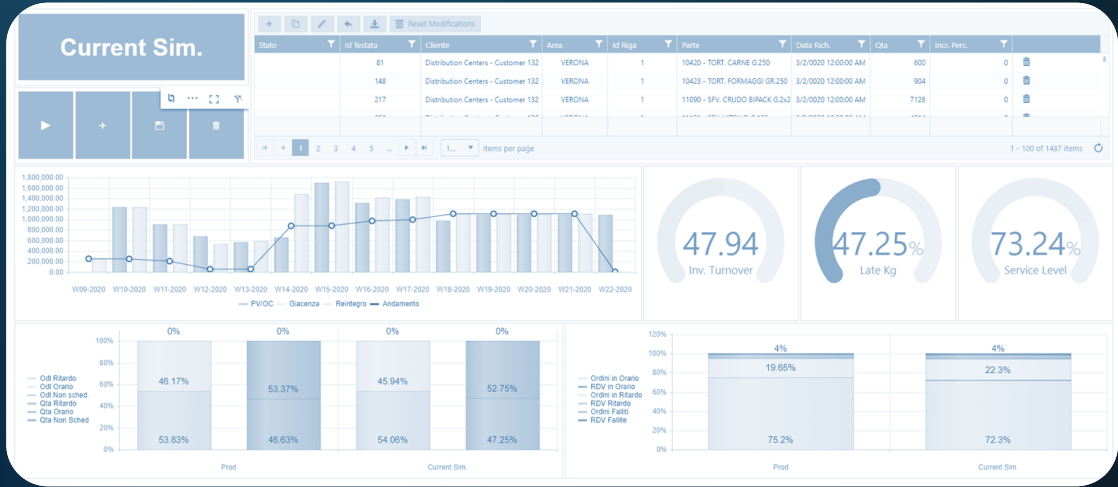 Current Sim.
Reset Modifications
Stato Id Testata Cliente Area Id Riga Parte Data Rich. Qta Incr. Perc.
81 Distribution Centers - Customer 132 VERONA 1 10420 - TORT. CARNE G.250 3/2/0020 12:00:00 AM 600 0
148 Distribution Centers - Customer 132 VERONA 1 10423 - TORT. FORMAGGI GR.250 3/2/0020 12:00:00 AM 904 0
217 Distribution Centers - Customer 132 VERONA 1 11090 - SFV. CRUDO BIPACK G.2x2 3/2/0020 12:00:00 AM 7128 0
1 2 3 4 5 ... 1... items per page 1 - 100 of 1487 items
1,800,000.00
1,600,000.00
1,400,000.00
1,200,000.00
1,000,000.00
800,000.00
600,000.00
400,000.00
200,000.00
0.00
W09-2020 W10-2020 W11-2020 W12-2020 W13-2020 W14-2020 W15-2020 W16-2020 W17-2020 W18-2020 W19-2020 W20-2020 W21-2020 W22-2020
PV/OC Giacenza Reintegro Andamento
47.94
Inv. Turnover
47.25%
Late Kg
73.24%
Service Level
Odl Ritardo
Odl Orario
Odl Non sched.
Qta Ritardo
Qta Orario
Qta Non Sched
100%
80%
60%
40%
20%
0%
0% 0% 0% 0%
46.17% 53.37% 45.94% 52.75%
53.83% 46.63% 54.06% 47.25%
Prod Current Sim.
Ordini in Orario
RDV in Orario
Ordini in Ritardo
RDV Ritardo
Ordini Falliti
RDV Fallite
120%
100%
80%
60%
40%
20%
0%
4% 4%
19.65% 22.3%
75.2% 72.3%
Prod Current Sim.